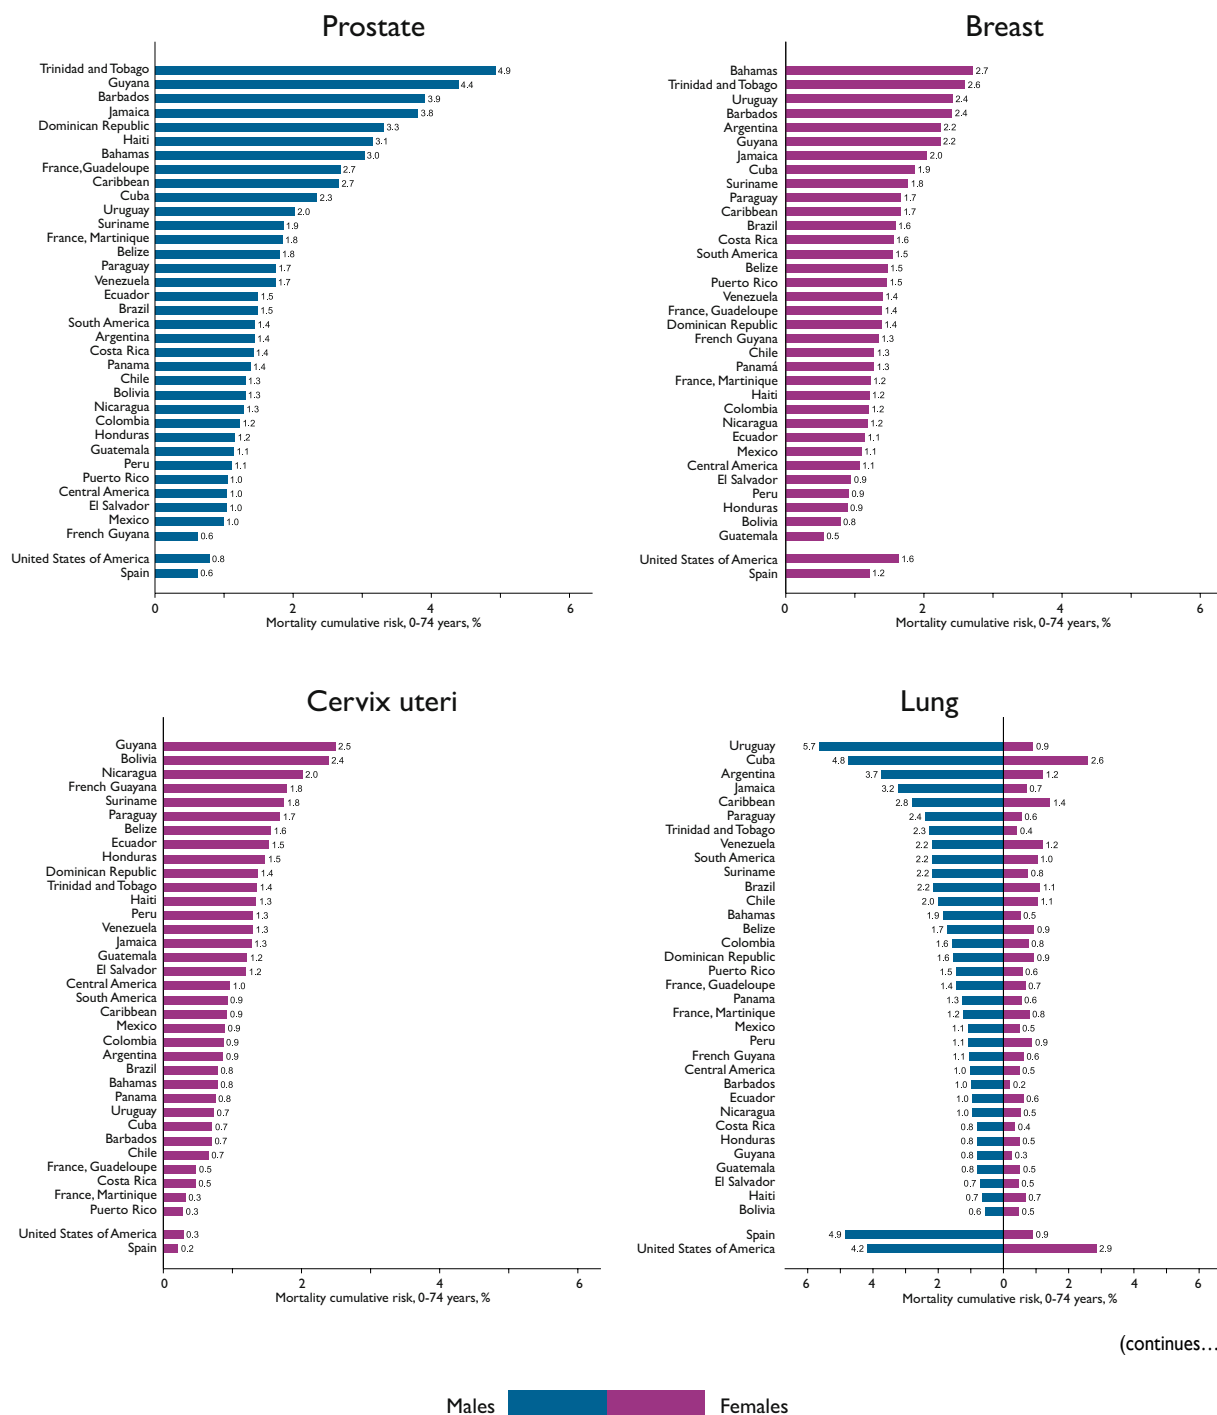 Prostate
Trinidad and Tobago 4.9
Guyana 4.4
Barbados 3.9
Jamaica 3.8
Dominican Republic 3.3
Haiti 3.1
Bahamas 3.0
France,Guadeloupe 2.7
Caribbean 2.7
Cuba 2.3
Uruguay 2.0
Suriname 1.9
France, Martinique 1.8
Belize 1.8
Paraguay 1.7
Venezuela 1.7
Ecuador 1.5
Brazil 1.5
South America 1.4
Argentina 1.4
Costa Rica 1.4
Panama 1.4
Chile 1.3
Bolivia 1.3
Nicaragua 1.3
Colombia 1.2
Honduras 1.2
Guatemala 1.1
Peru 1.1
Puerto Rico 1.0
Central America 1.0
El Salvador 1.0
Mexico 1.0
French Guyana 0.6
United States of America 0.8
Spain 0.6
0 2 4 6
Mortality cumulative risk, 0-74 years, %
Breast
Bahamas 2.7
Trinidad and Tobago 2.6
Uruguay 2.4
Barbados 2.4
Argentina 2.2
Guyana 2.2
Jamaica 2.0
Cuba 1.9
Suriname 1.8
Paraguay 1.7
Caribbean 1.7
Brazil 1.6
Costa Rica 1.6
South America 1.5
Belize 1.5
Puerto Rico 1.5
Venezuela 1.4
France, Guadeloupe 1.4
Dominican Republic 1.4
French Guyana 1.3
Chile 1.3
Panamá 1.3
France, Martinique 1.2
Haiti 1.2
Colombia 1.2
Nicaragua 1.2
Ecuador 1.1
Mexico 1.1
Central America 1.1
El Salvador 0.9
Peru 0.9
Honduras 0.9
Bolivia 0.8
Guatemala 0.5
United States of America 1.6
Spain 1.2
0 2 4 6
Mortality cumulative risk, 0-74 years, %
Cervix uteri
Guyana 2.5
Bolivia 2.4
Nicaragua 2.0
French Guayana 1.8
Suriname 1.8
Paraguay 1.7
Belize 1.6
Ecuador 1.5
Honduras 1.5
Dominican Republic 1.4
Trinidad and Tobago 1.4
Haiti 1.3
Peru 1.3
Venezuela 1.3
Jamaica 1.3
Guatemala 1.2
El Salvador 1.2
Central America 1.0
South America 0.9
Caribbean 0.9
Mexico 0.9
Colombia 0.9
Argentina 0.9
Brazil 0.8
Bahamas 0.8
Panama 0.8
Uruguay 0.7
Cuba 0.7
Barbados 0.7
Chile 0.7
France, Guadeloupe 0.5
Costa Rica 0.5
France, Martinique 0.3
Puerto Rico 0.3
United States of America 0.3
Spain 0.2
0 2 4 6
Mortality cumulative risk, 0-74 years, %
Lung
Uruguay 5.7 0.9
Cuba 4.8 2.6
Argentina 3.7 1.2
Jamaica 3.2 0.7
Caribbean 2.8 1.4
Paraguay 2.4 0.6
Trinidad and Tobago 2.3 0.4
Venezuela 2.2 1.2
South America 2.2 1.0
Suriname 2.2 0.8
Brazil 2.2 1.1
Chile 2.0 1.1
Bahamas 1.9 0.5
Belize 1.7 0.9
Colombia 1.6 0.8
Dominican Republic 1.6 0.9
Puerto Rico 1.5 0.6
France, Guadeloupe 1.4 0.7
Panama 1.3 0.6
France, Martinique 1.2 0.8
Mexico 1.1 0.5
Peru 1.1 0.9
French Guyana 1.1 0.6
Central America 1.0 0.5
Barbados 1.0 0.2
Ecuador 1.0 0.6
Nicaragua 1.0 0.5
Costa Rica 0.8 0.4
Honduras 0.8 0.5
Guyana 0.8 0.3
Guatemala 0.8 0.5
El Salvador 0.7 0.5
Haiti 0.7 0.7
Bolivia 0.6 0.5
Spain 4.9 0.9
United States of America 4.2 2.9
6 4 2 0 2 4 6
Mortality cumulative risk, 0-74 years, %
(continues…
Males Females